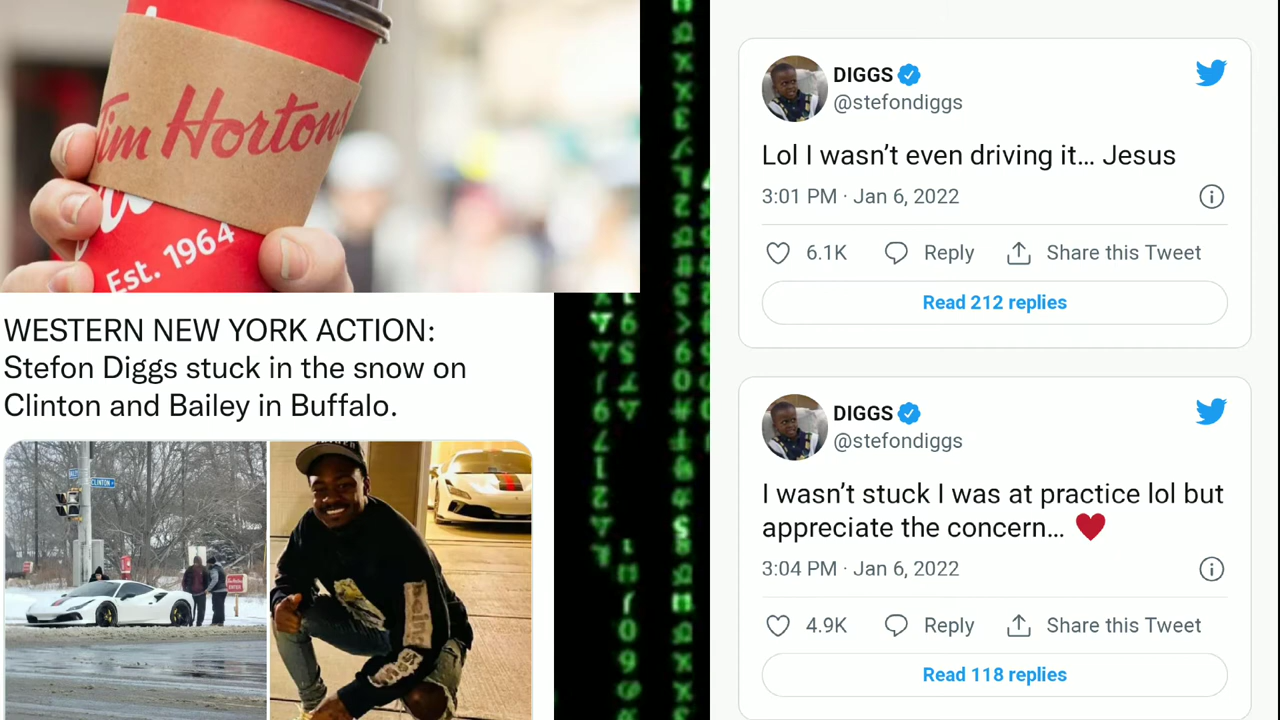 Tim Hortons
Est. 1964
WESTERN NEW YORK ACTION:
Stefon Diggs stuck in the snow on
Clinton and Bailey in Buffalo.
CLINTON
DIGGS
@stefondiggs
Lol I wasn’t even driving it… Jesus
3:01 PM · Jan 6, 2022
6.1K Reply Share this Tweet
Read 212 replies
DIGGS
@stefondiggs
I wasn’t stuck I was at practice lol but
appreciate the concern… ❤️
3:04 PM · Jan 6, 2022
4.9K Reply Share this Tweet
Read 118 replies